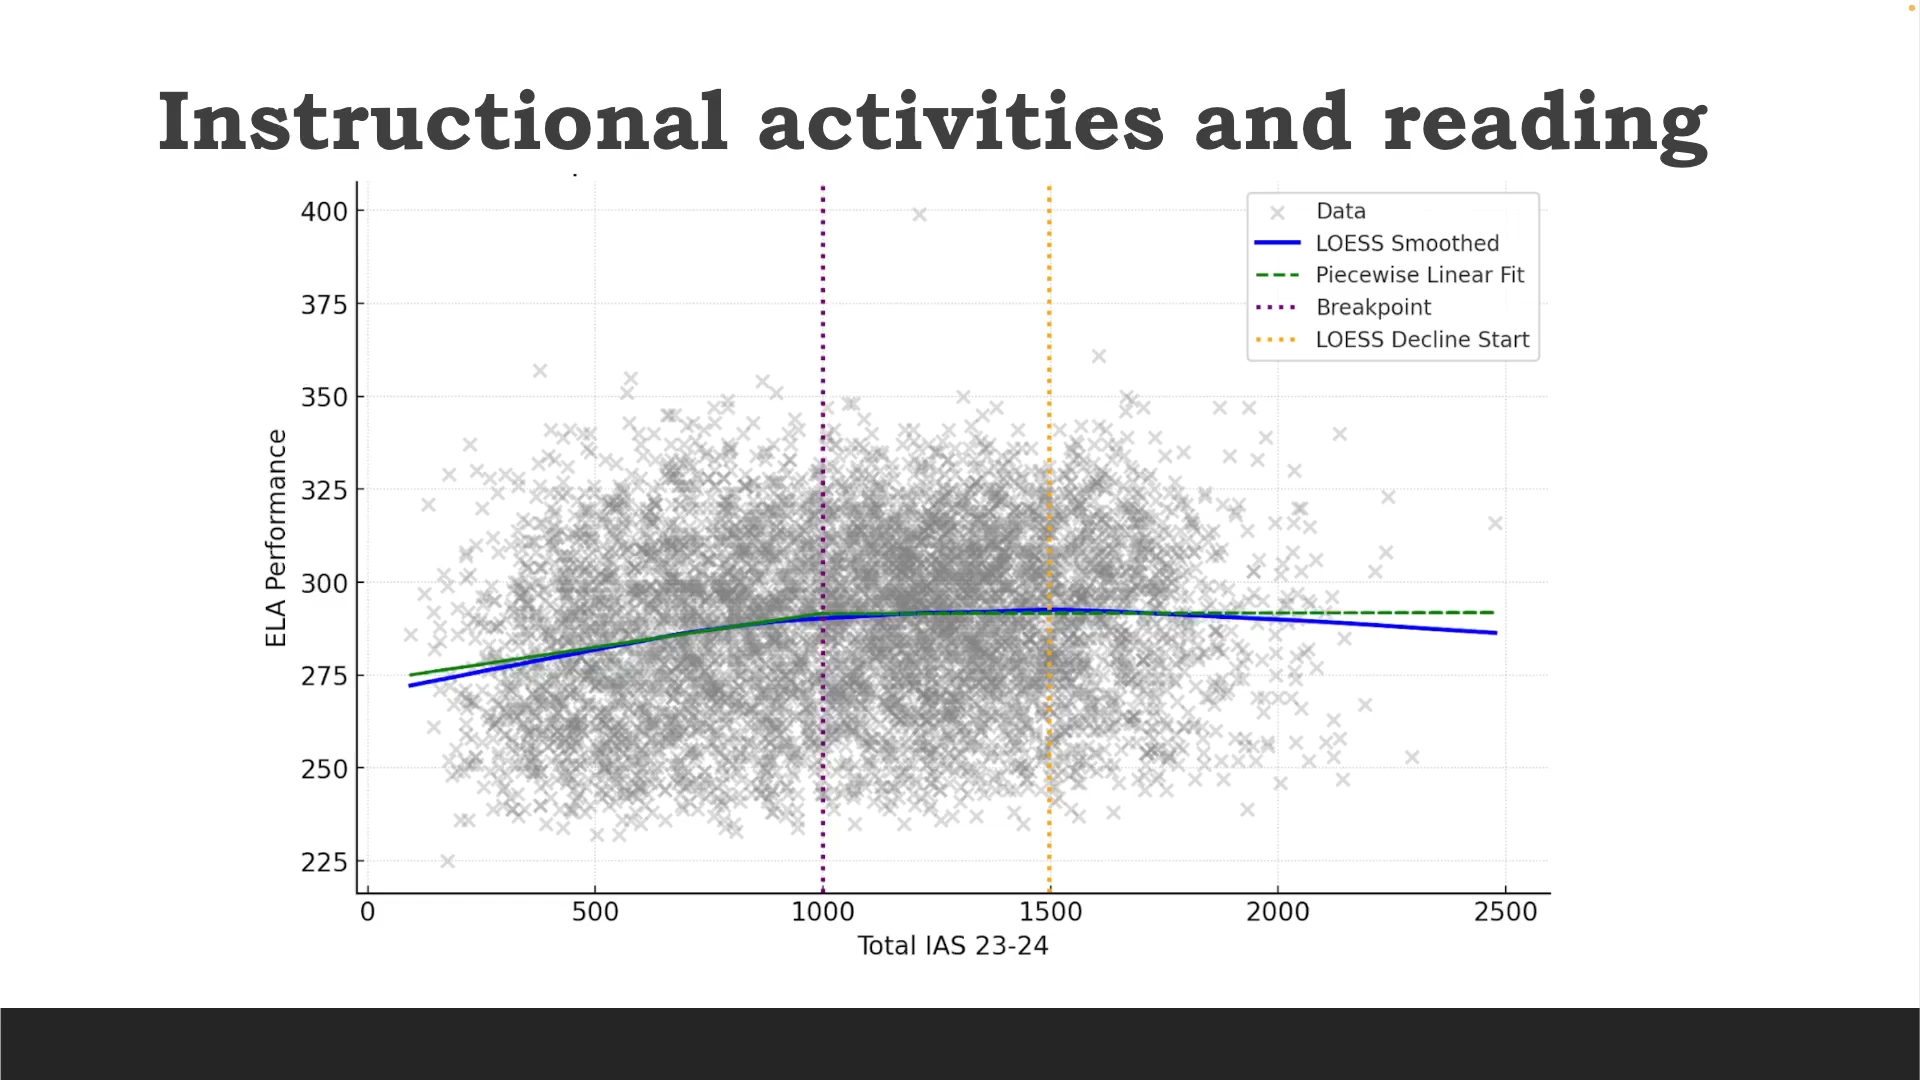 Instructional activities and reading
400
375
350
325
300
275
250
225
ELA Performance
0 500 1000 1500 2000 2500
Total IAS 23-24
Data
LOESS Smoothed
Piecewise Linear Fit
Breakpoint
LOESS Decline Start